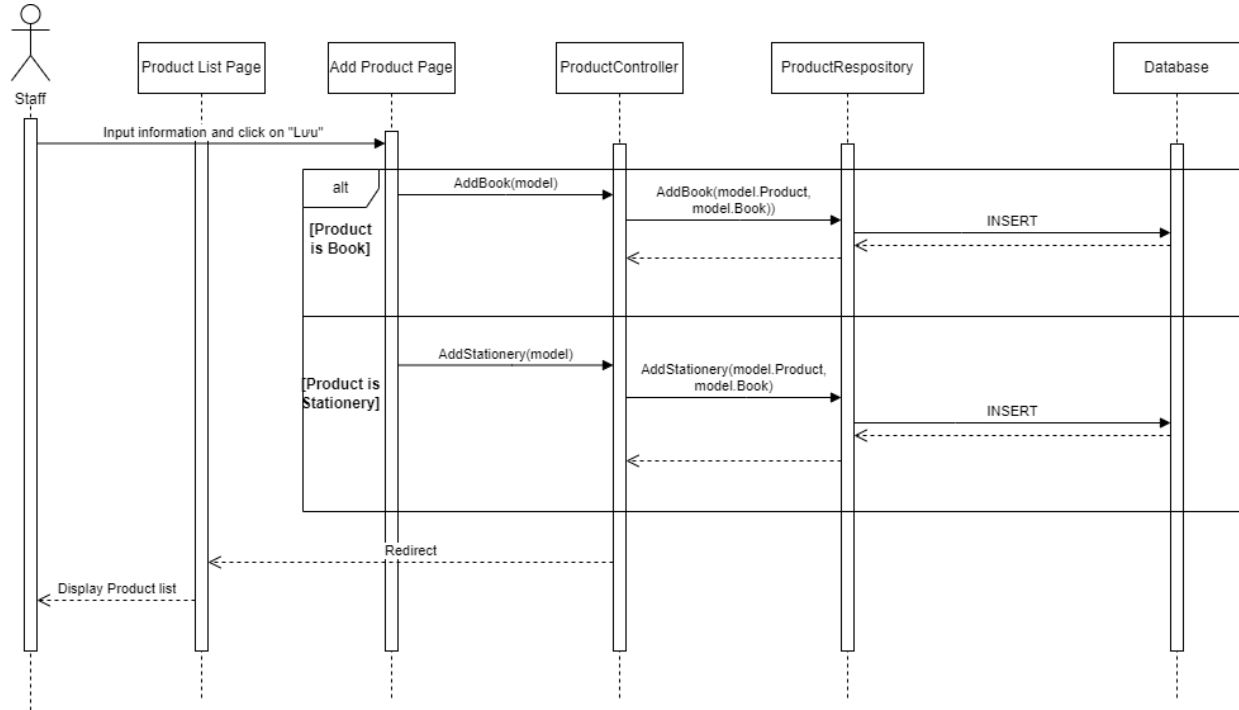 Staff
Product List Page
Add Product Page
ProductController
ProductRespository
Database
Input information and click on "Lưu"
alt
AddBook(model)
AddBook(model.Product,
model.Book))
[Product
is Book]
INSERT
AddStationery(model)
AddStationery(model.Product,
model.Book)
[Product is
Stationery]
INSERT
Redirect
Display Product list